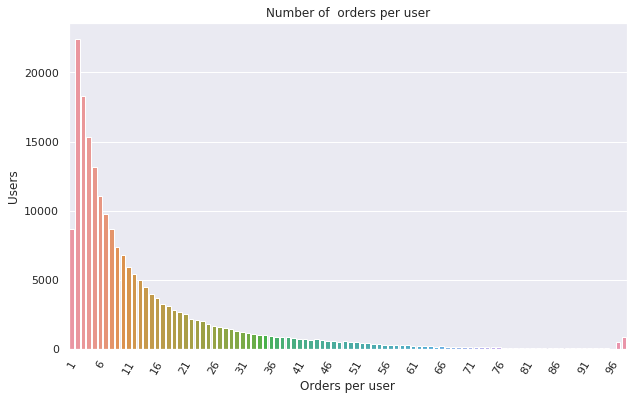 Number of  orders per user
Users
20000
15000
10000
5000
0
1 6 11 16 21 26 31 36 41 46 51 56 61 66 71 76 81 86 91 96
Orders per user